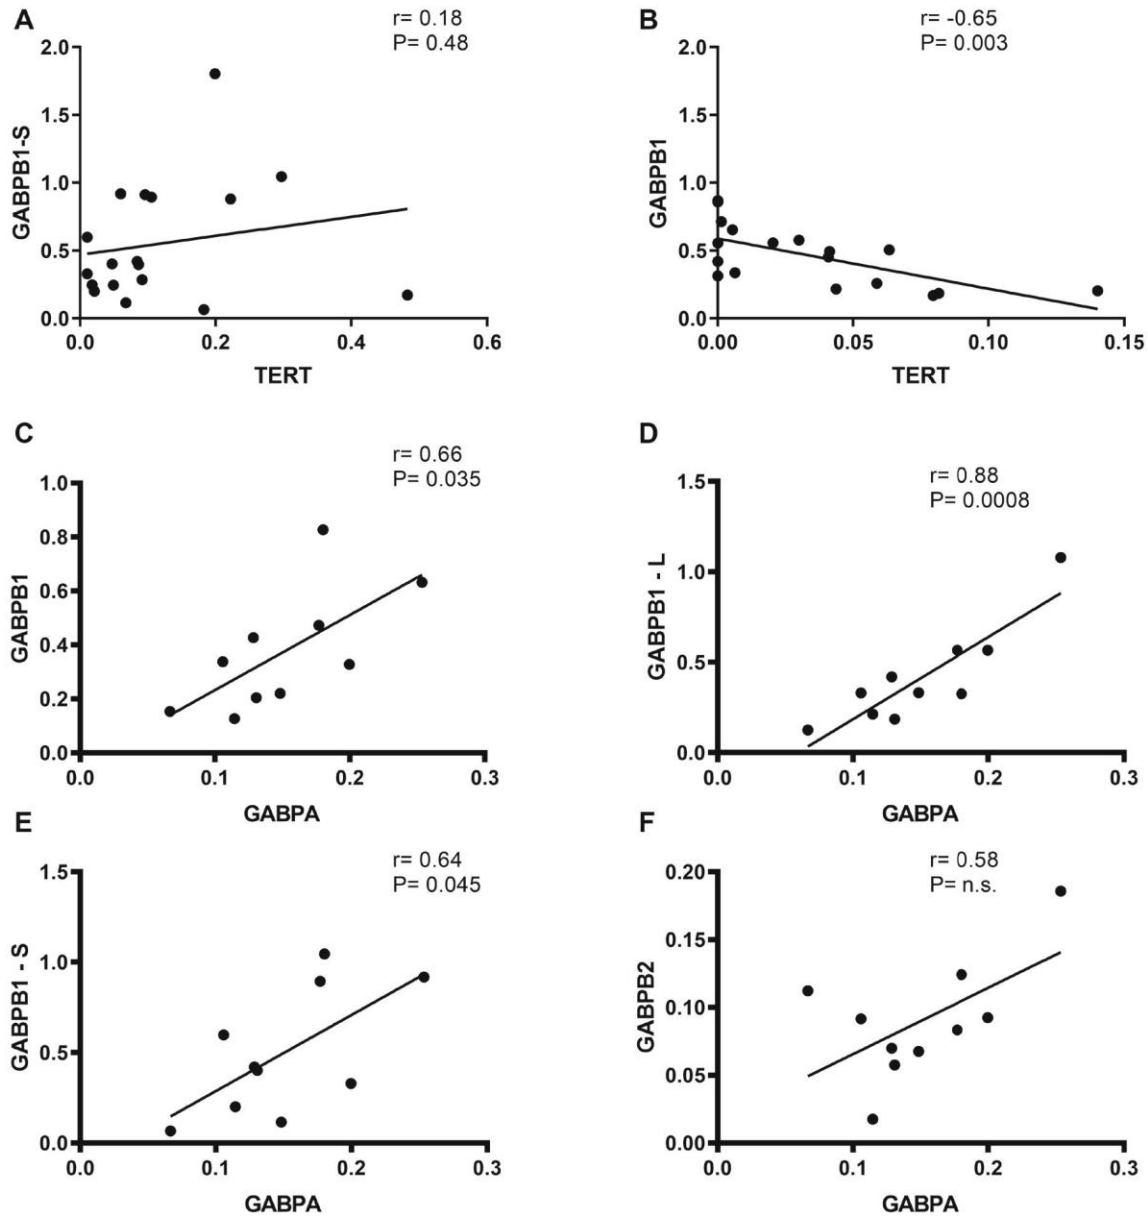 A
r= 0.18
P= 0.48
2.0
1.5
1.0
0.5
0.0
GABPB1-S
0.0 0.2 0.4 0.6
TERT
B
r= -0.65
P= 0.003
2.0
1.5
1.0
0.5
0.0
GABPB1
0.00 0.05 0.10 0.15
TERT
C
r= 0.66
P= 0.035
1.0
0.8
0.6
0.4
0.2
0.0
GABPB1
0.0 0.1 0.2 0.3
GABPA
D
r= 0.88
P= 0.0008
1.5
1.0
0.5
0.0
GABPB1 - L
0.0 0.1 0.2 0.3
GABPA
E
r= 0.64
P= 0.045
1.5
1.0
0.5
0.0
GABPB1 - S
0.0 0.1 0.2 0.3
GABPA
F
r= 0.58
P= n.s.
0.20
0.15
0.10
0.05
0.00
GABPB2
0.0 0.1 0.2 0.3
GABPA